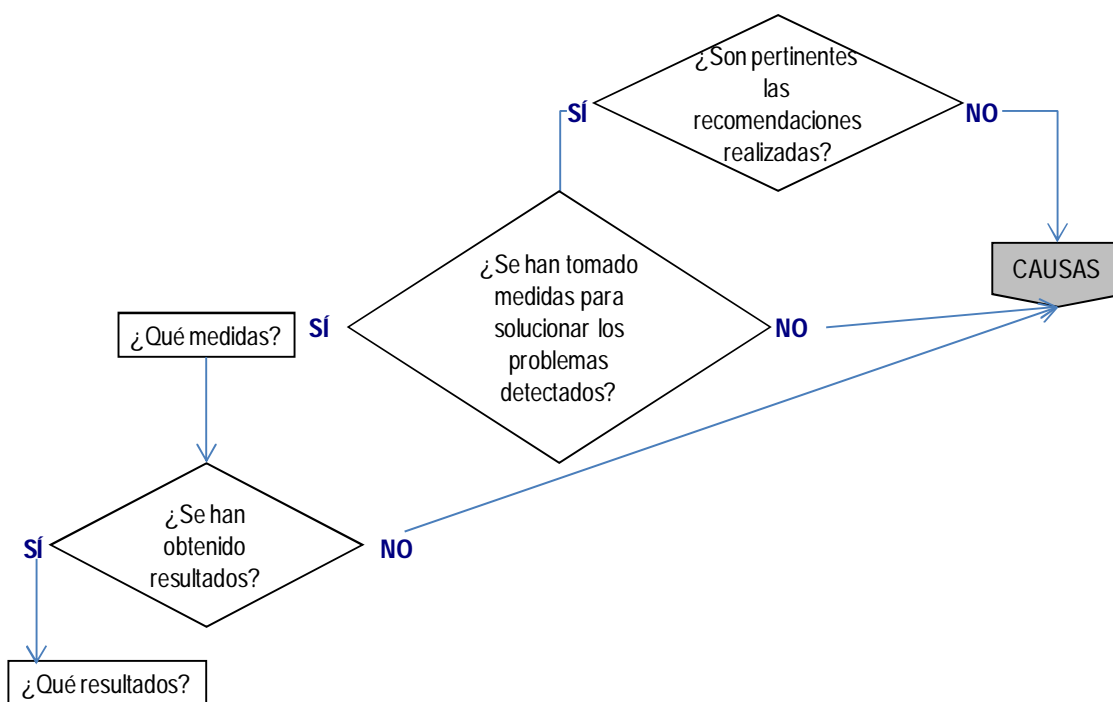 ¿Son pertinentes
las
recomendaciones
realizadas?
SÍ
NO
CAUSAS
¿Se han tomado
medidas para
solucionar los
problemas
detectados?
SÍ
NO
¿Qué medidas?
¿Se han
obtenido
resultados?
SÍ
NO
¿Qué resultados?